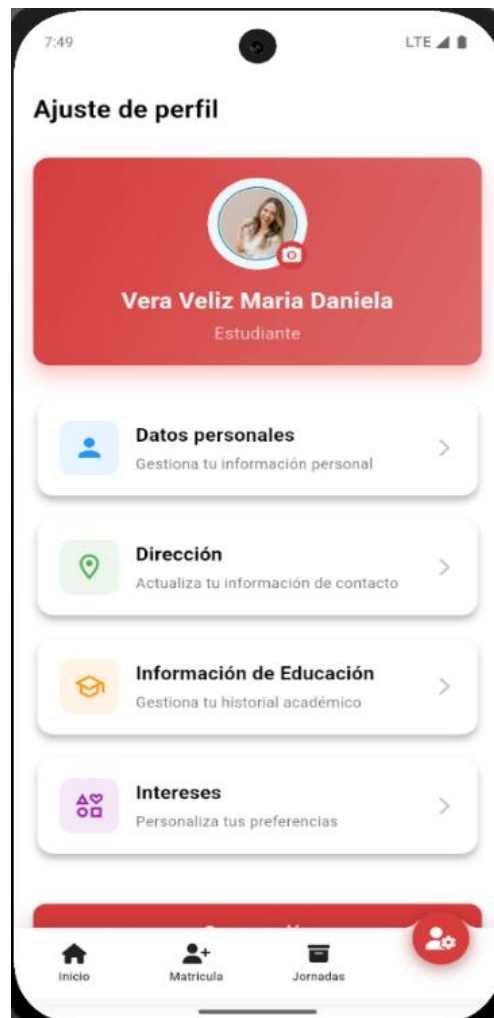 7:49
LTE
Ajuste de perfil
Vera Veliz Maria Daniela
Estudiante
Datos personales
Gestiona tu información personal
Dirección
Actualiza tu información de contacto
Información de Educación
Gestiona tu historial académico
Intereses
Personaliza tus preferencias
Inicio
Matricula
Jornadas